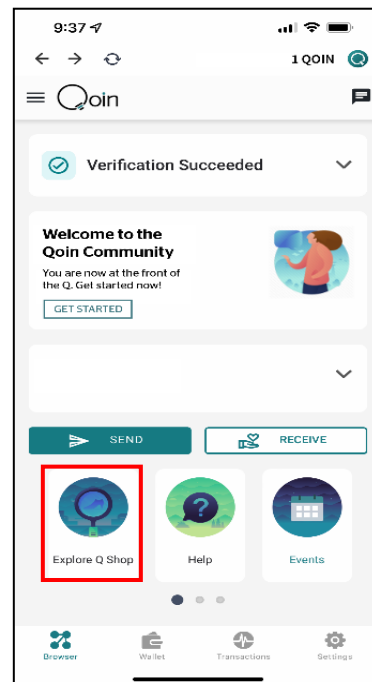 9:37
1 QOIN
Qoin
Verification Succeeded
Welcome to the
Qoin Community
You are now at the front of
the Q. Get started now!
GET STARTED
SEND
RECEIVE
Explore Q Shop
Help
Events
Browser
Wallet
Transactions
Settings